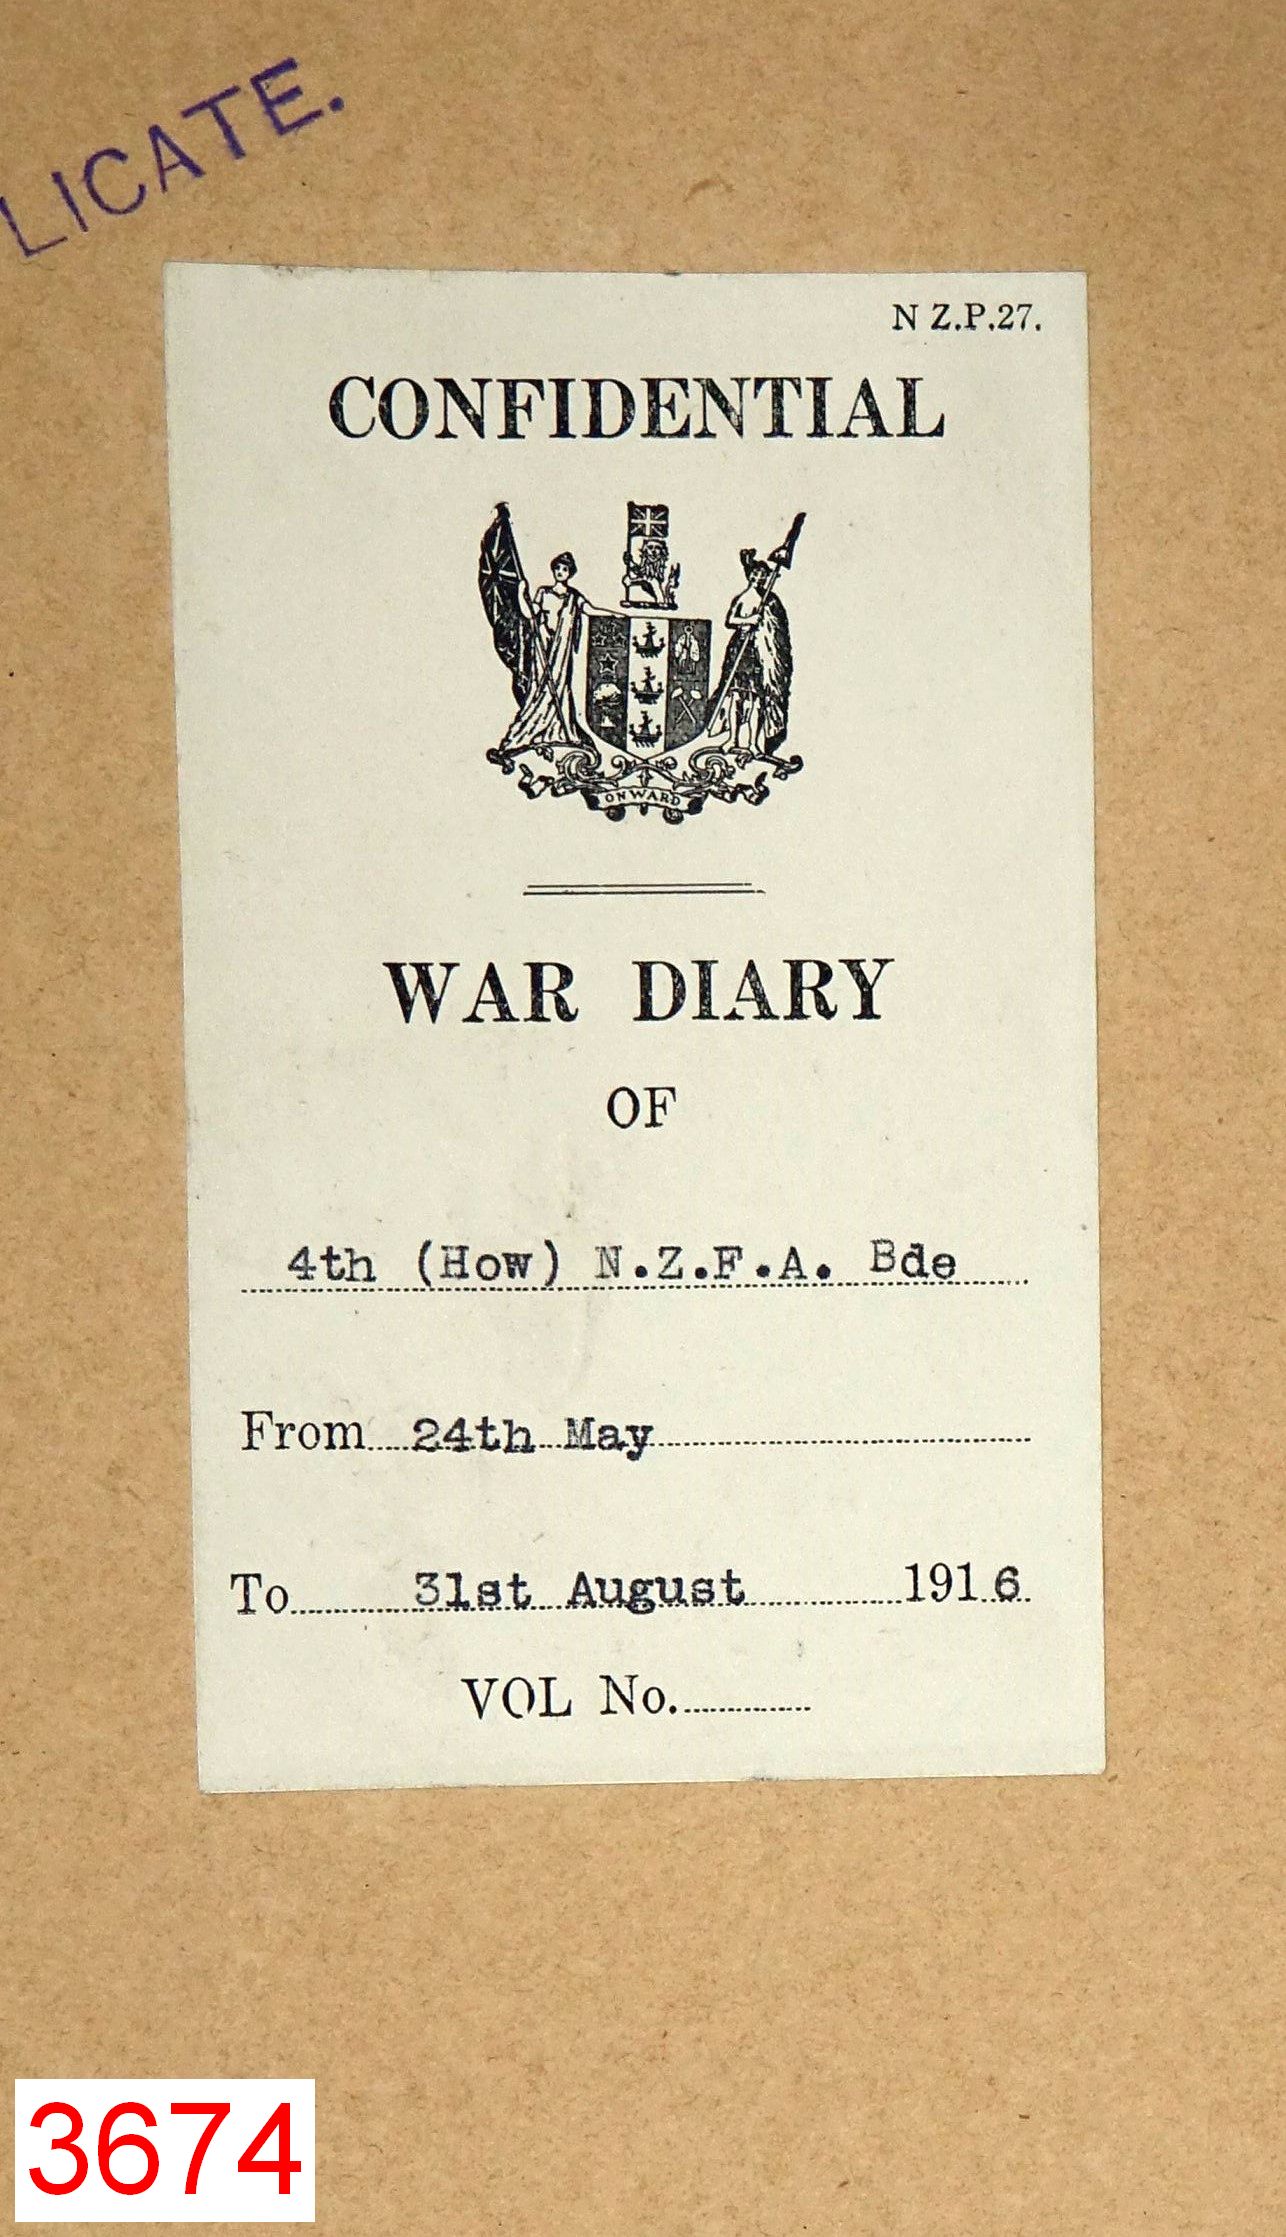 LICATE.
N Z.P.27.
CONFIDENTIAL
ONWARD
WAR DIARY
OF
4th (How) N.Z.F.A. Bde
From 24th May
To 31st August 1916
VOL No.
3674